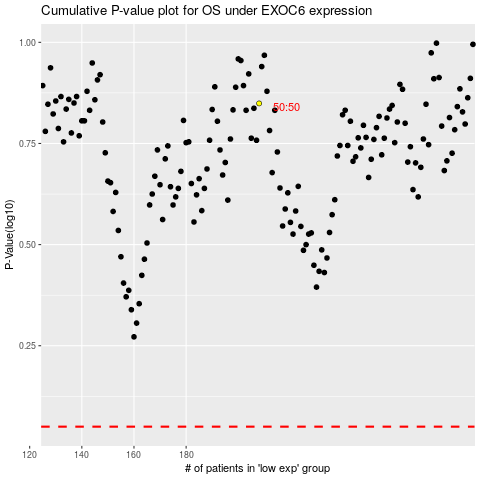 Cumulative P-value plot for OS under EXOC6 expression
P-Value(log10)
1.00
0.75
0.50
0.25
50:50
120 140 160 180
# of patients in 'low exp' group